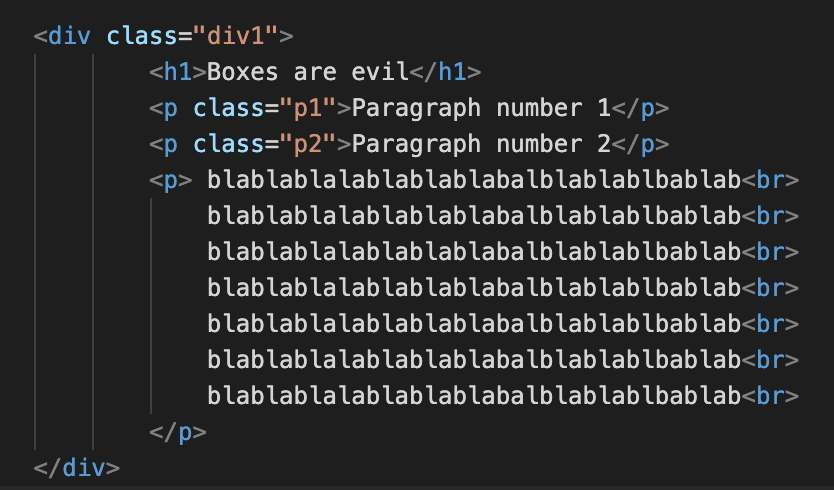 <div class="div1">
<h1>Boxes are evil</h1>
<p class="p1">Paragraph number 1</p>
<p class="p2">Paragraph number 2</p>
<p> blablablalablablablabalblablablbablab<br>
blablablalablablablabalblablablbablab<br>
blablablalablablablabalblablablbablab<br>
blablablalablablablabalblablablbablab<br>
blablablalablablablabalblablablbablab<br>
blablablalablablablabalblablablbablab<br>
blablablalablablablabalblablablbablab<br>
</p>
</div>